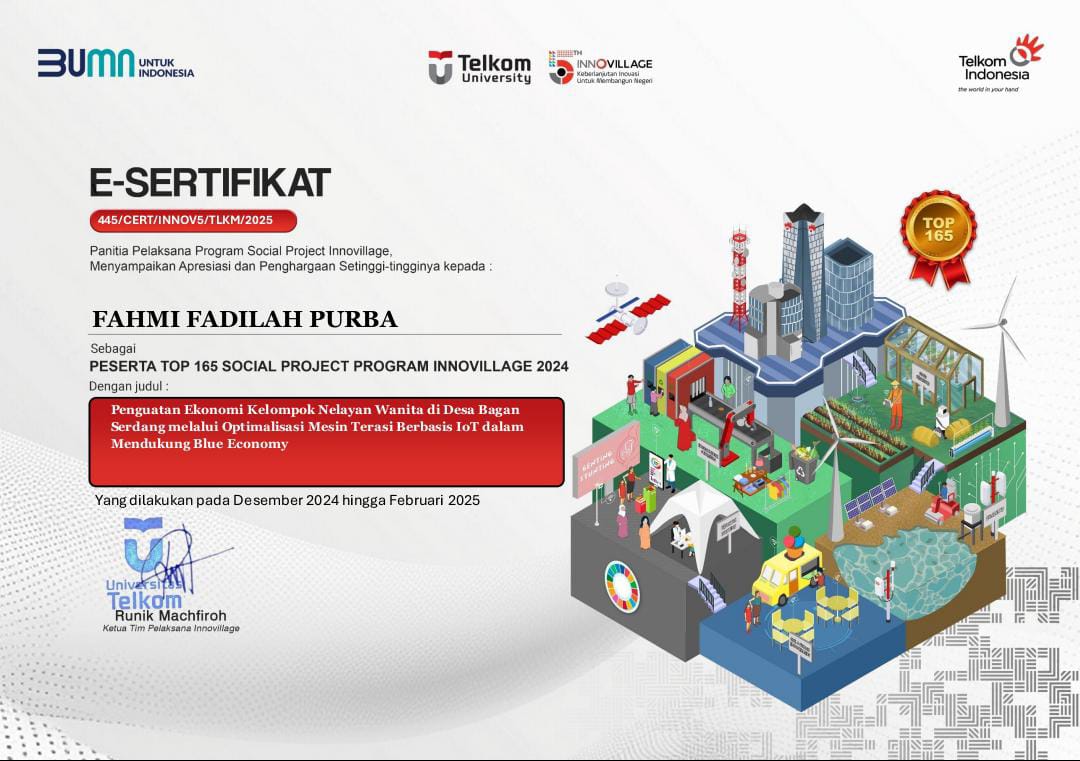 BUMN UNTUK
INDONESIA
Telkom
University
5TH INNOVILLAGE
Keberlanjutan Inovasi
Untuk Membangun Negeri
Telkom
Indonesia
the world in your hand
E-SERTIFIKAT
445/CERT/INNOV5/TLKM/2025
Panitia Pelaksana Program Social Project Innovillage,
Menyampaikan Apresiasi dan Penghargaan Setinggi-tingginya kepada :
TOP
165
FAHMI FADILAH PURBA
Sebagai
PESERTA TOP 165 SOCIAL PROJECT PROGRAM INNOVILLAGE 2024
Dengan judul :
Penguatan Ekonomi Kelompok Nelayan Wanita di Desa Bagan
Serdang melalui Optimalisasi Mesin Terasi Berbasis IoT dalam
Mendukung Blue Economy
Yang dilakukan pada Desember 2024 hingga Februari 2025
GENTING
STUNTING
Universitas
Telkom
Runik Machfiroh
Ketua Tim Pelaksana Innovillage